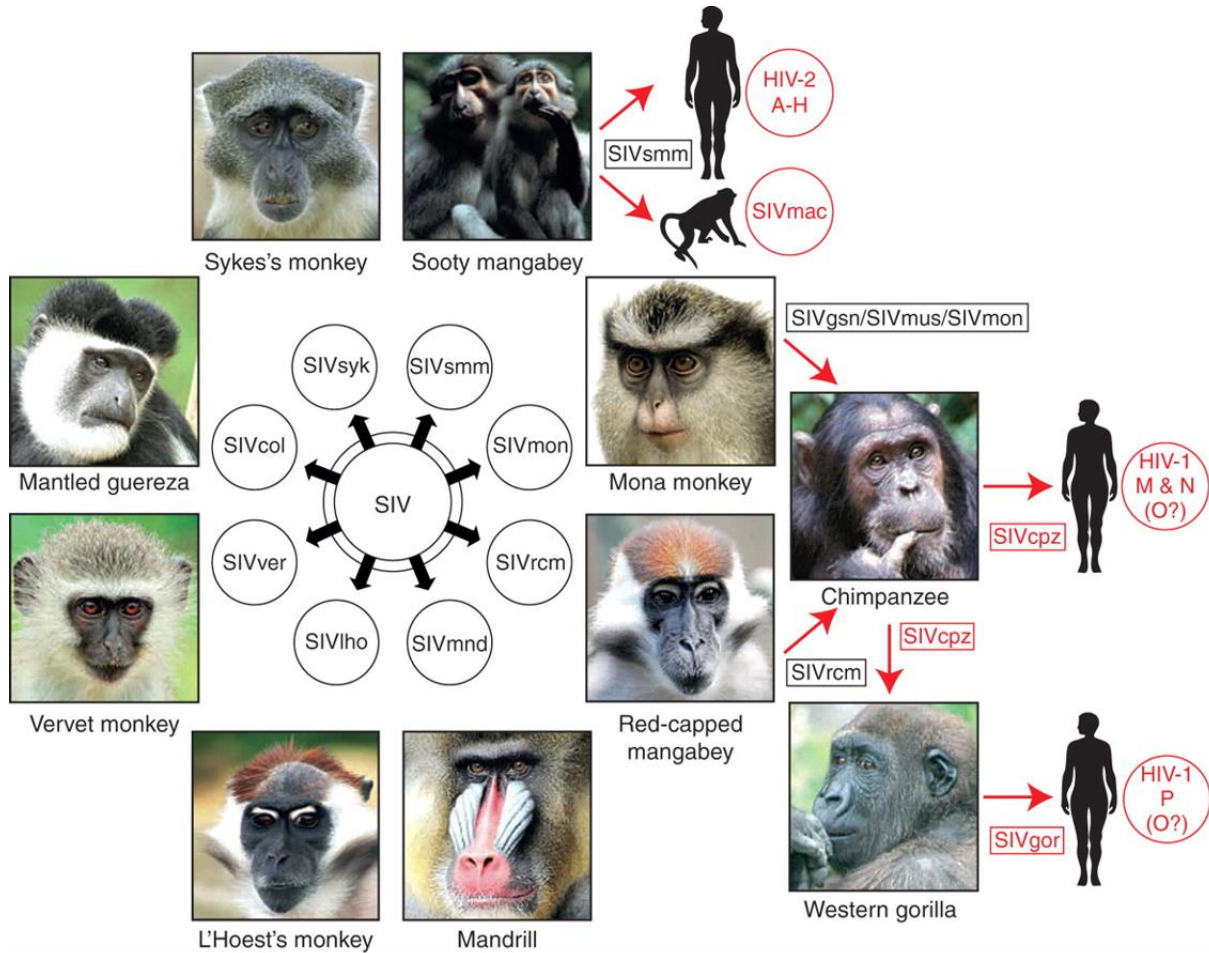 HIV-2
A-H
SIVsmm
SIVmac
Sykes's monkey
Sooty mangabey
SIVgsn/SIVmus/SIVmon
SIVsyk
SIVsmm
SIVcol
SIVmon
Mantled guereza
Mona monkey
SIV
HIV-1
M & N
(O?)
SIVcpz
SIVver
SIVrcm
Chimpanzee
SIVlho
SIVmnd
SIVcpz
SIVrcm
Vervet monkey
Red-capped
mangabey
HIV-1
P
(O?)
SIVgor
L'Hoest's monkey
Mandrill
Western gorilla